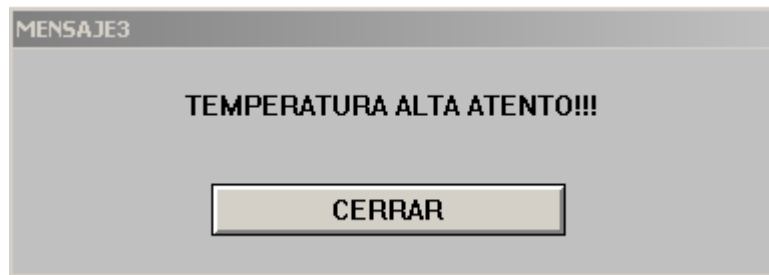 MENSAJE3
TEMPERATURA ALTA ATENTO!!!
CERRAR